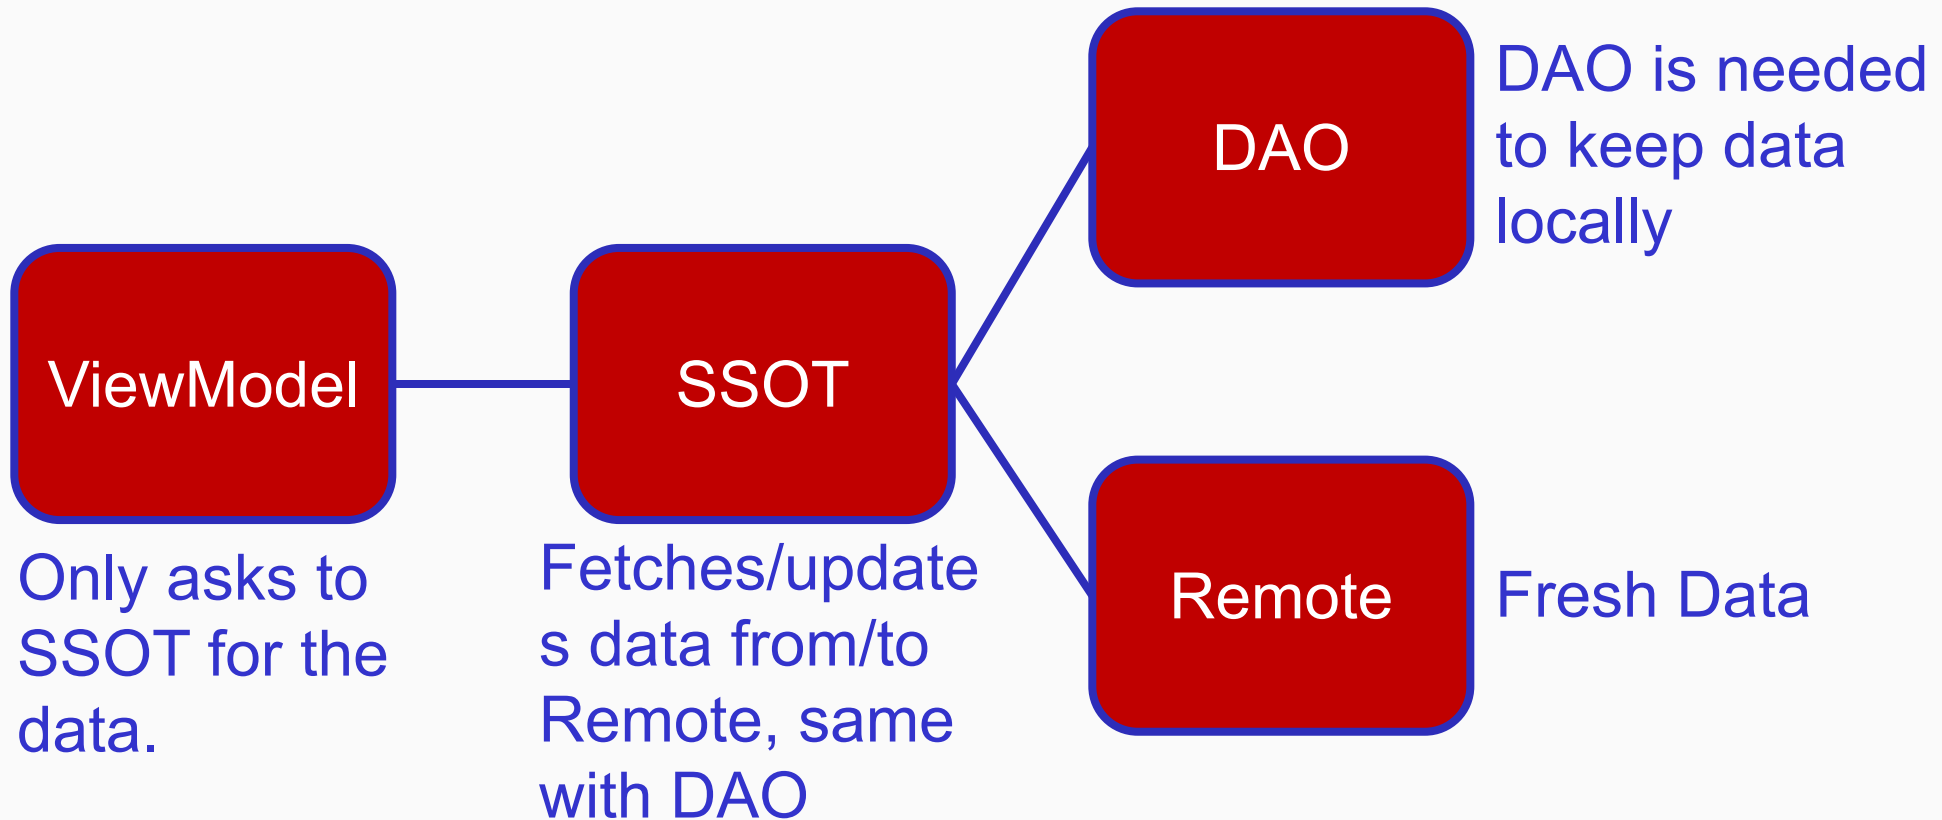 ViewModel
Only asks to
SSOT for the
data.
SSOT
Fetches/update
s data from/to
Remote, same
with DAO
DAO
DAO is needed
to keep data
locally
Remote
Fresh Data